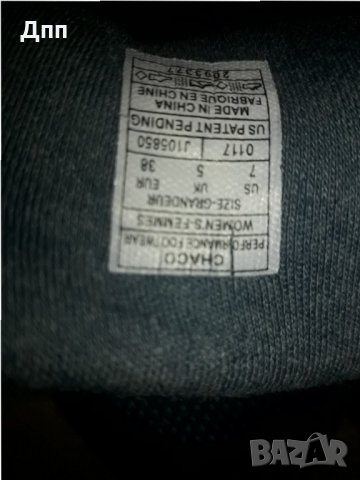 Дпп
CHACO
PERFORMANCE FOOTWEAR
WOMEN'S-FEMMES
SIZE-GRANDEUR
US UK EUR
7 5 38
0117 J105850
US PATENT PENDING
MADE IN CHINA
FABRIQUE EN CHINE
BAZAR